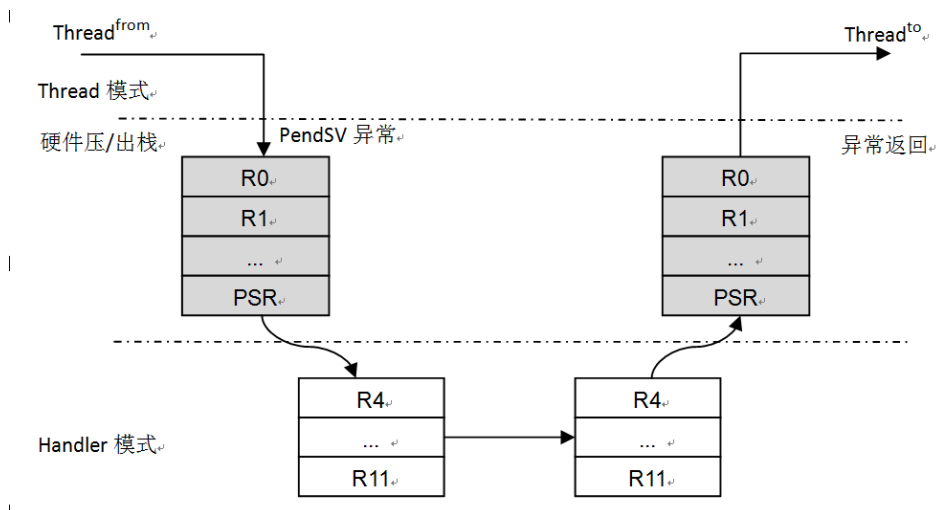 Thread from
Thread to
Thread 模式
硬件压/出栈
PendSV 异常
异常返回
R0
R1
...
PSR
R0
R1
...
PSR
Handler 模式
R4
...
R11
R4
...
R11